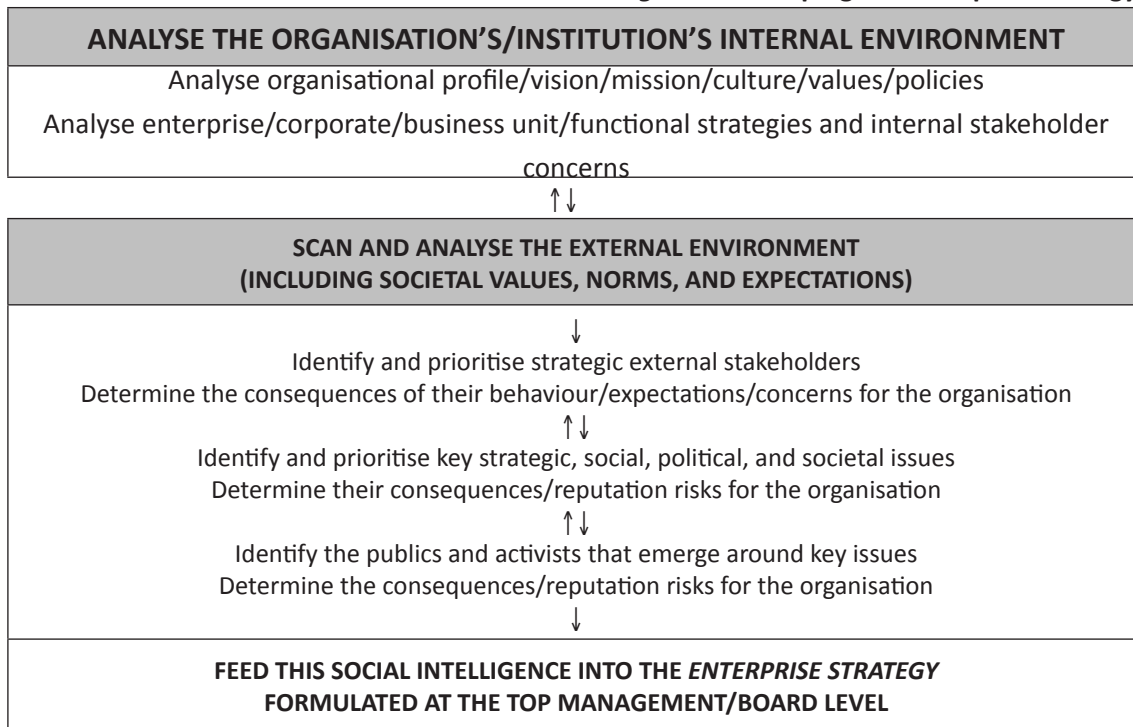 ANALYSE THE ORGANISATION’S/INSTITUTION’S INTERNAL ENVIRONMENT
Analyse organisational profile/vision/mission/culture/values/policies
Analyse enterprise/corporate/business unit/functional strategies and internal stakeholder
concerns
↑↓
SCAN AND ANALYSE THE EXTERNAL ENVIRONMENT
(INCLUDING SOCIETAL VALUES, NORMS, AND EXPECTATIONS)
↓
Identify and prioritise strategic external stakeholders
Determine the consequences of their behaviour/expectations/concerns for the organisation
↑↓
Identify and prioritise key strategic, social, political, and societal issues
Determine their consequences/reputation risks for the organisation
↑↓
Identify the publics and activists that emerge around key issues
Determine the consequences/reputation risks for the organisation
↓
FEED THIS SOCIAL INTELLIGENCE INTO THE ENTERPRISE STRATEGY
FORMULATED AT THE TOP MANAGEMENT/BOARD LEVEL